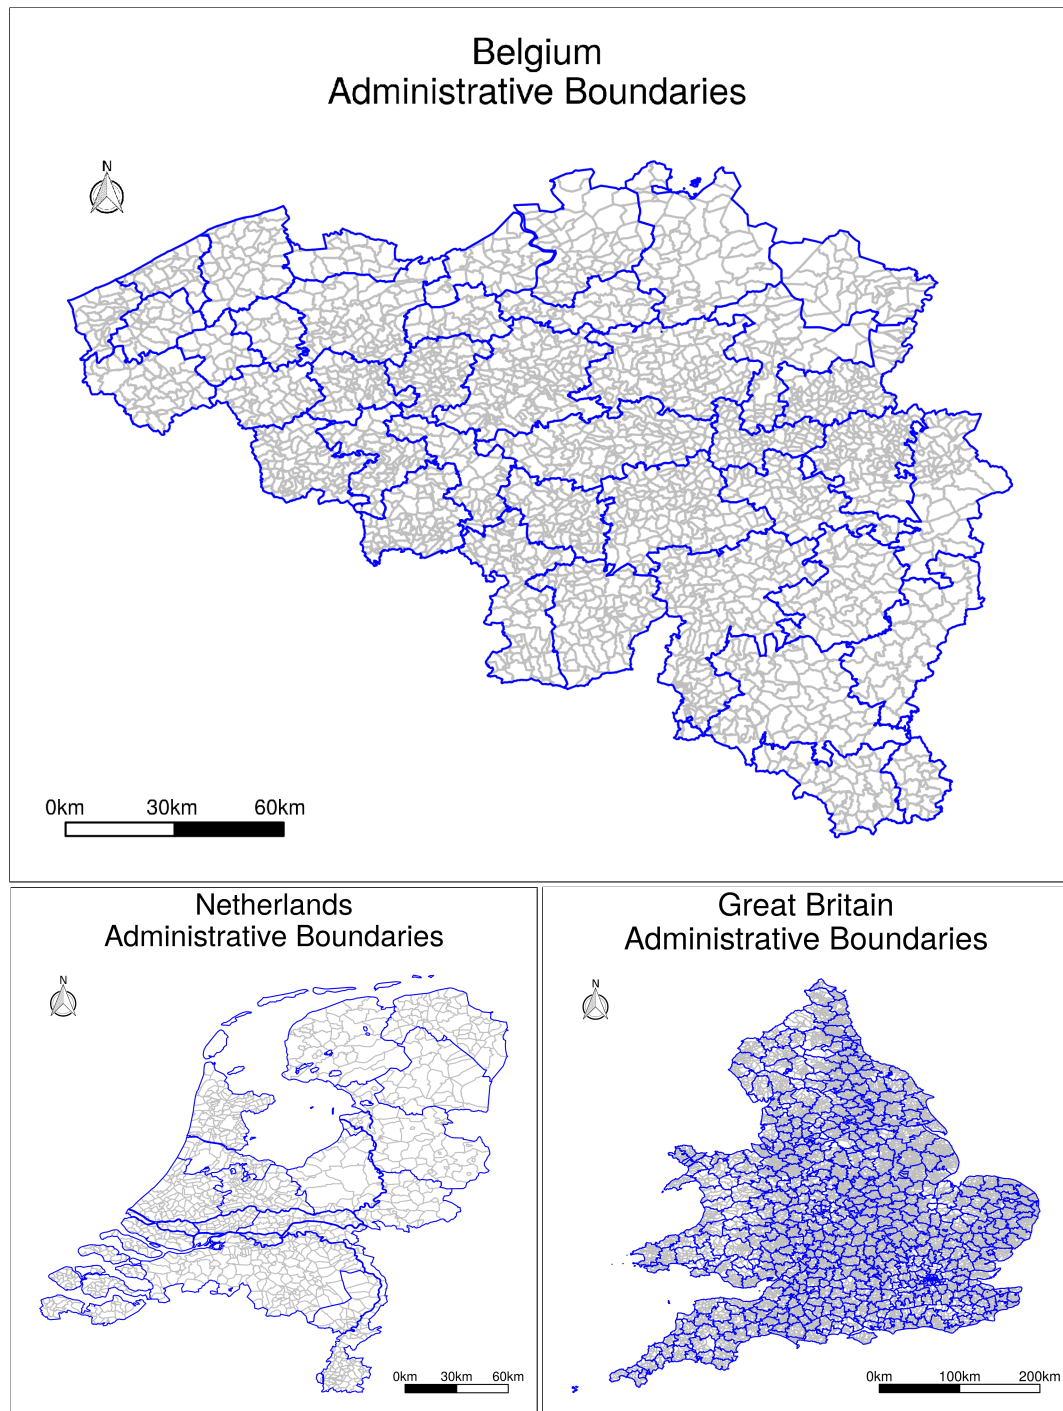 Belgium
Administrative Boundaries
N
0km 30km 60km
Netherlands
Administrative Boundaries
N
0km 30km 60km
Great Britain
Administrative Boundaries
N
0km 100km 200km